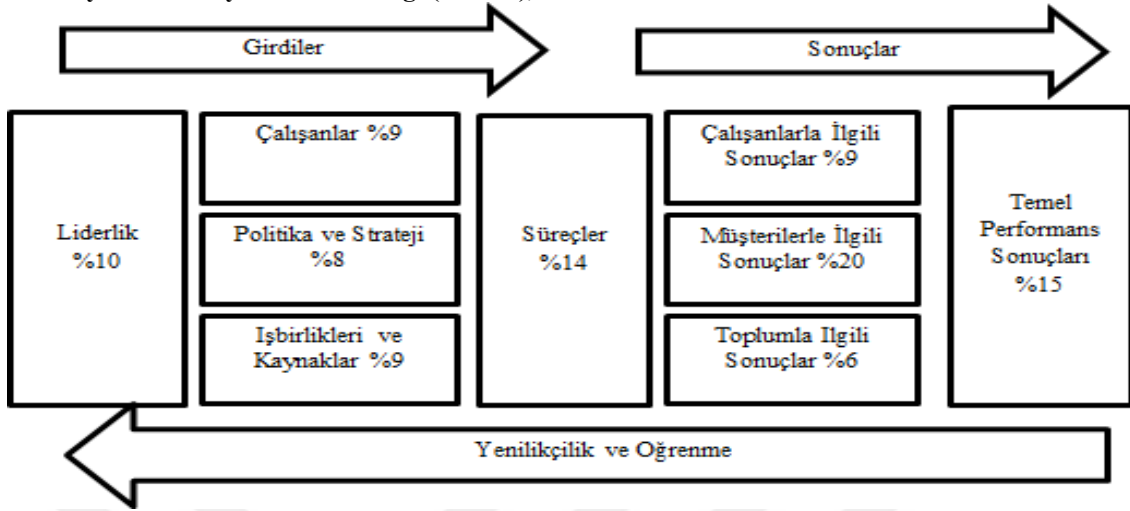 Girdiler
Sonuçlar
Liderlik
%10
Çalışanlar %9
Politika ve Strateji
%8
Işbirlikleri ve
Kaynaklar %9
Süreçler
%14
Çalışanlarla İlgili
Sonuçlar %9
Müşterilerle İlgili
Sonuçlar %20
Toplumla Ilgili
Sonuçlar %6
Temel
Performans
Sonuçları
%15
Yenilikçilik ve Oğrenme